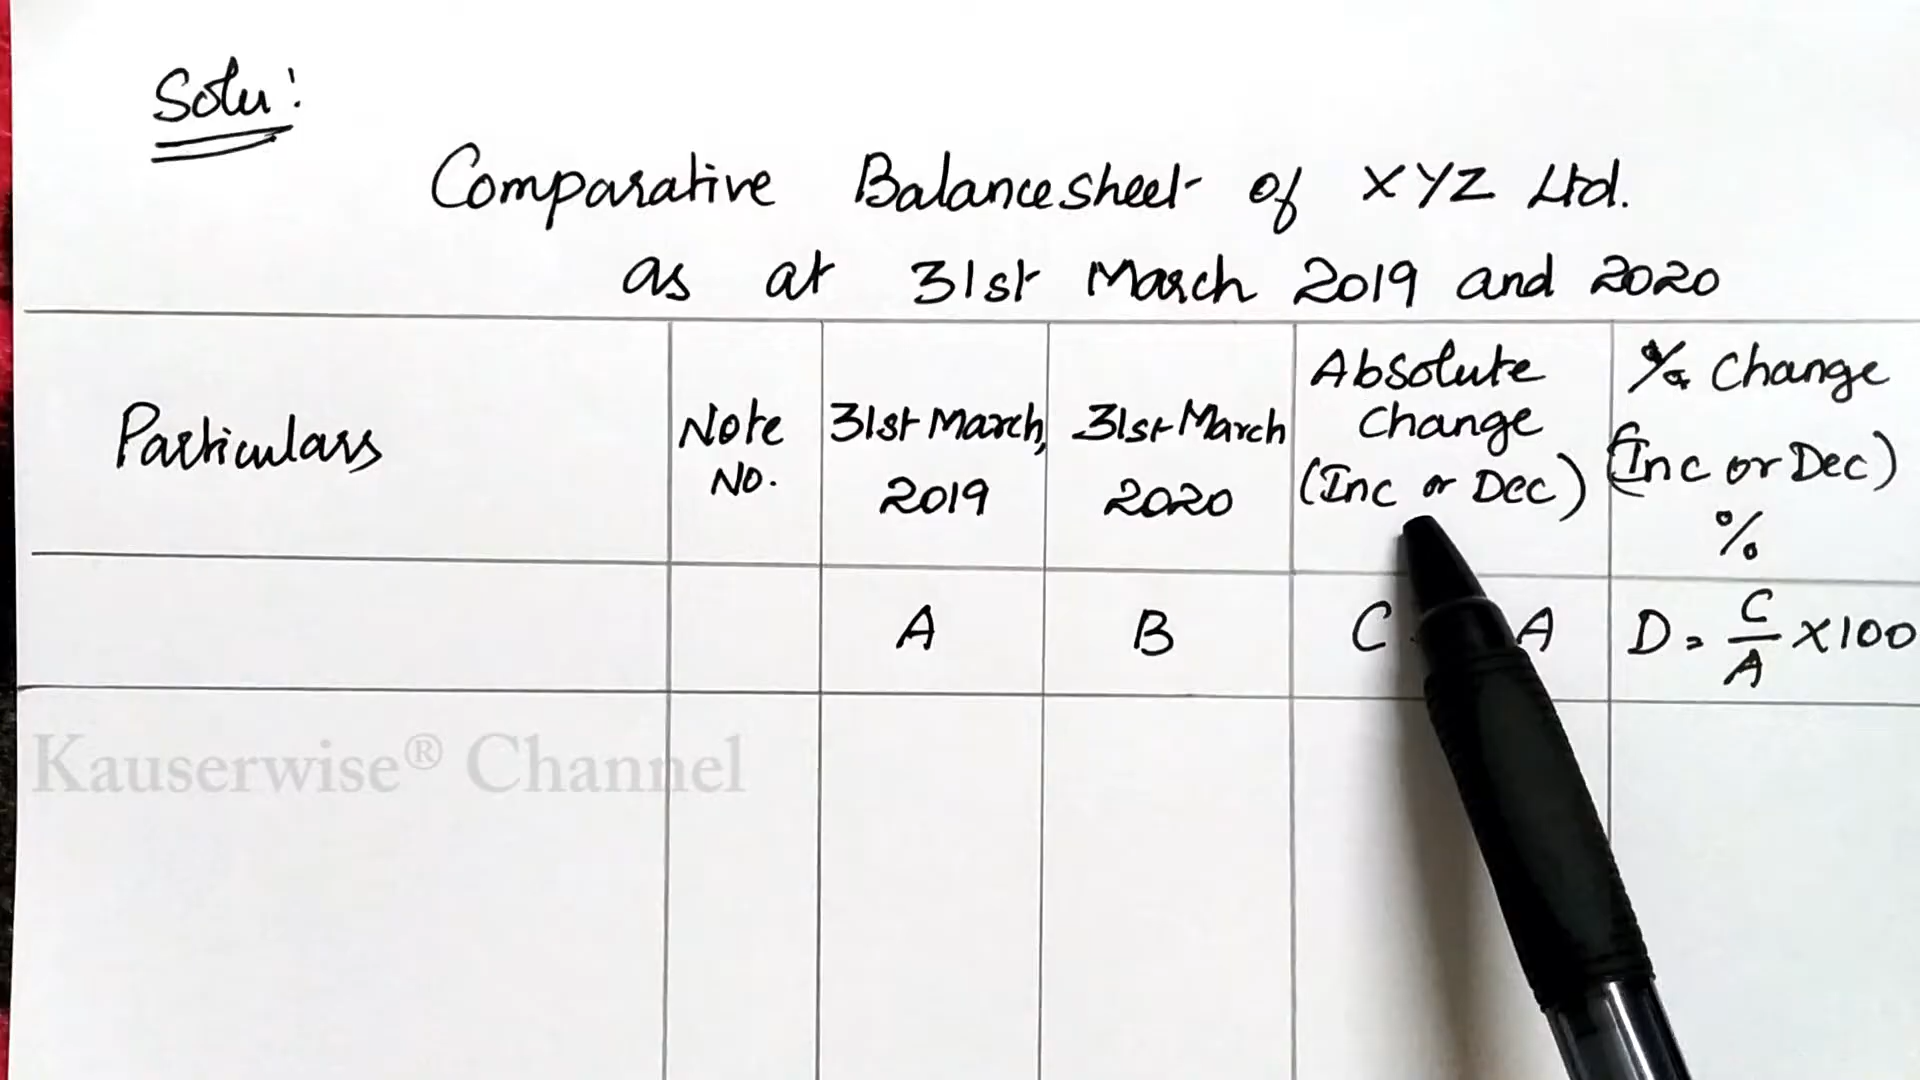 Solu:
Comparative Balancesheet of XYZ Ltd.
as at 31st March 2019 and 2020
Particulars
Note No.
31st March, 2019
31st March 2020
Absolute Change (Inc or Dec)
% Change (Inc or Dec) %
A
B
C A
D = C/A X100
Kauserwise® Channel